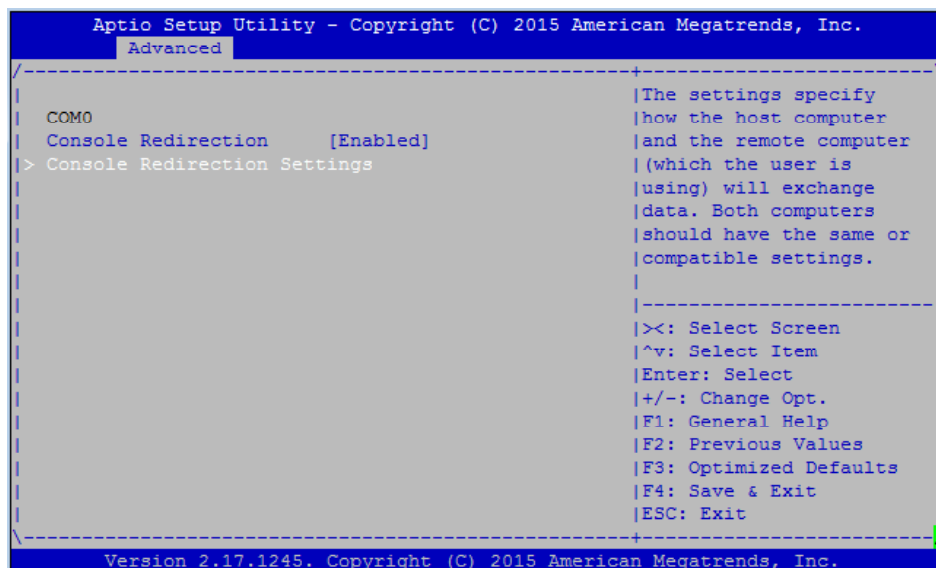 Aptio Setup Utility - Copyright (C) 2015 American Megatrends, Inc.
Advanced
COM0
Console Redirection [Enabled]
> Console Redirection Settings
The settings specify
how the host computer
and the remote computer
(which the user is
using) will exchange
data. Both computers
should have the same or
compatible settings.
><: Select Screen
^v: Select Item
Enter: Select
+/-: Change Opt.
F1: General Help
F2: Previous Values
F3: Optimized Defaults
F4: Save & Exit
ESC: Exit
Version 2.17.1245. Copyright (C) 2015 American Megatrends, Inc.